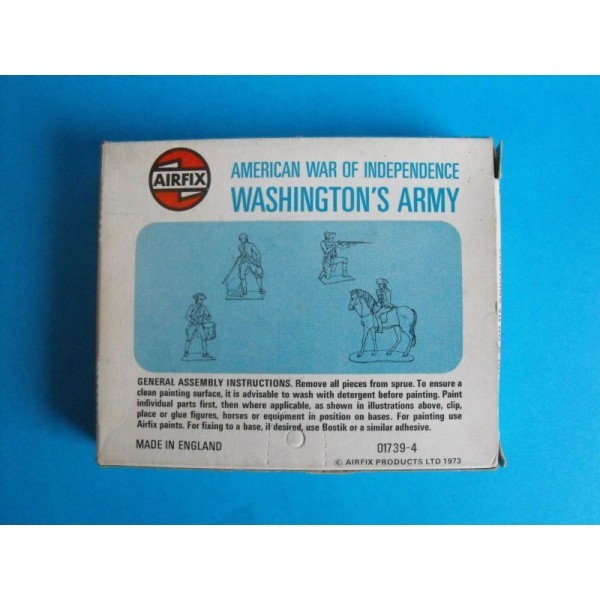 AIRFIX
AMERICAN WAR OF INDEPENDENCE
WASHINGTON'S ARMY
GENERAL ASSEMBLY INSTRUCTIONS. Remove all pieces from sprue. To ensure a
clean painting surface, it is advisable to wash with detergent before painting. Paint
individual parts first, then where applicable, as shown in illustrations above, clip,
place or glue figures, horses or equipment in position on bases. For painting use
Airfix paints. For fixing to a base, if desired, use Bostik or a similar adhesive.
MADE IN ENGLAND
01739-4
© AIRFIX PRODUCTS LTD 1973